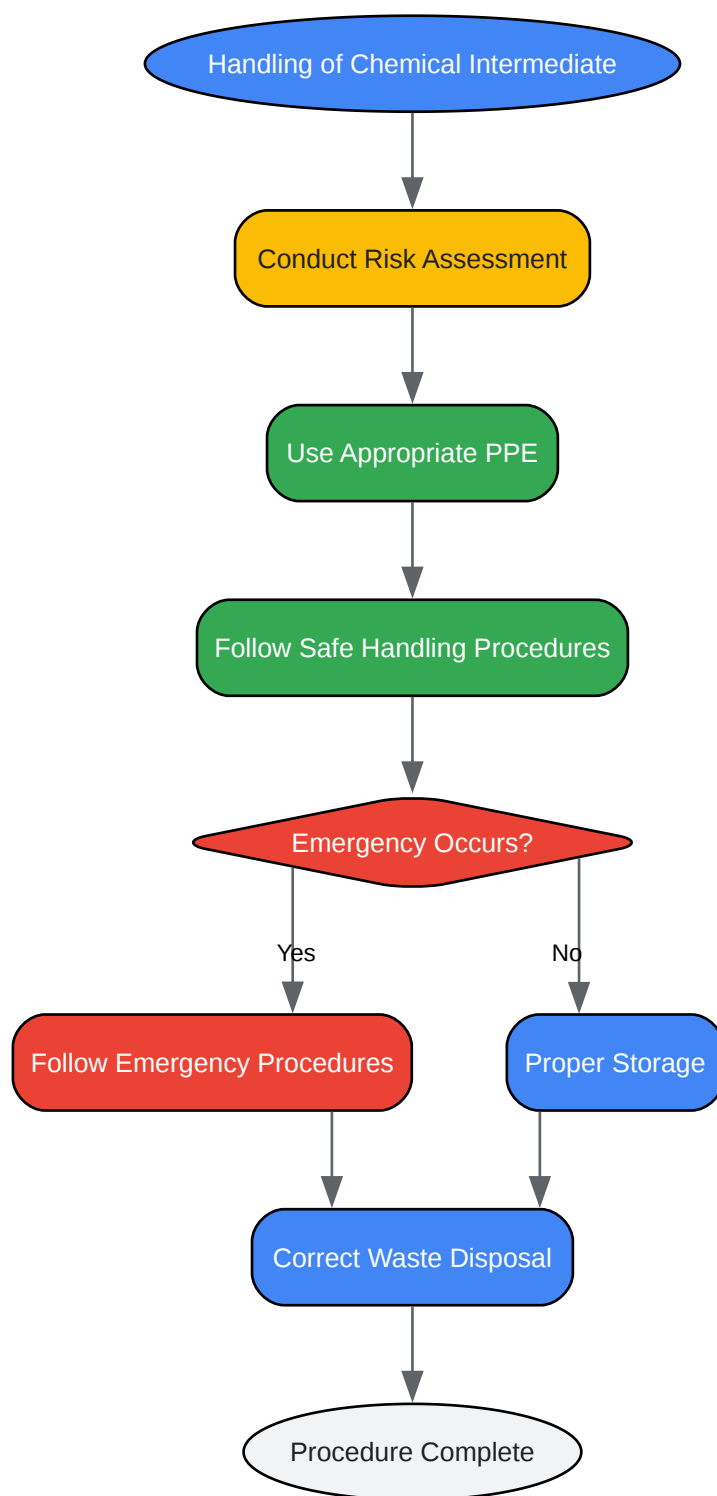 Handling of Chemical Intermediate
Conduct Risk Assessment
Use Appropriate PPE
Follow Safe Handling Procedures
Emergency Occurs?
Yes
No
Follow Emergency Procedures
Proper Storage
Correct Waste Disposal
Procedure Complete